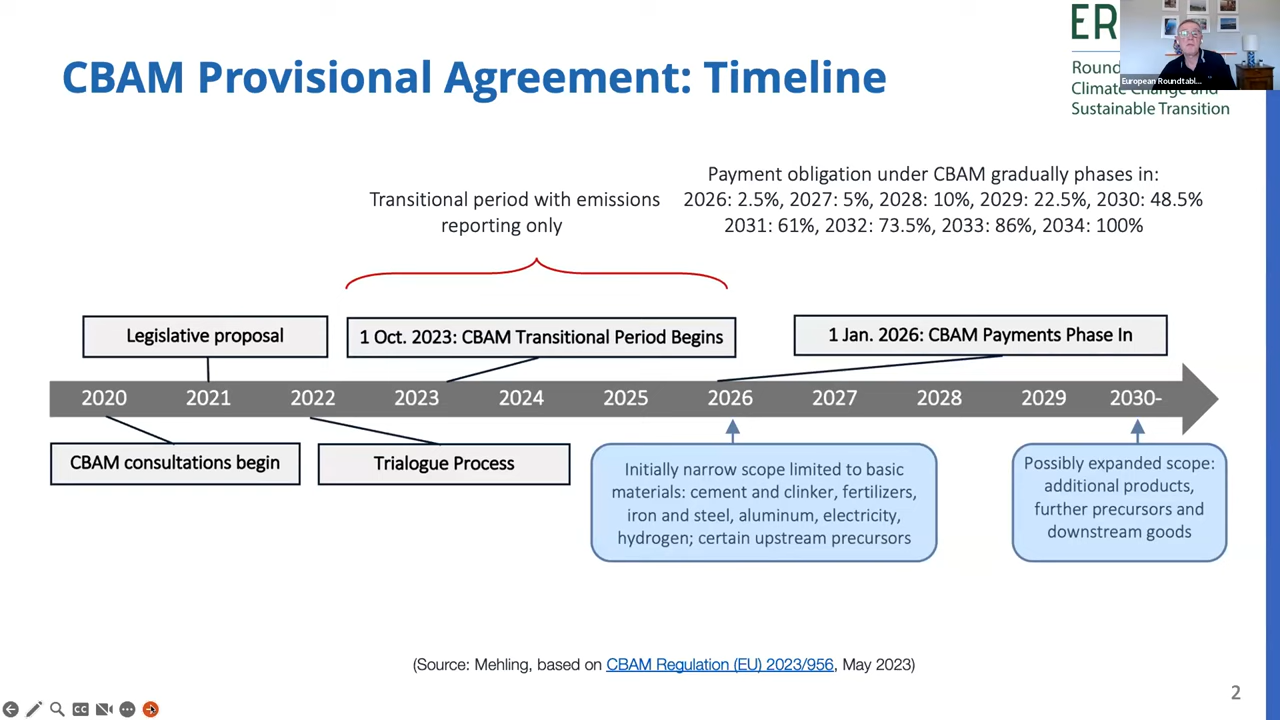 CBAM Provisional Agreement: Timeline
ER
Climate Change and
Sustainable Transition
European Roundtabl...
Transitional period with emissions
reporting only
Payment obligation under CBAM gradually phases in:
2026: 2.5%, 2027: 5%, 2028: 10%, 2029: 22.5%, 2030: 48.5%
2031: 61%, 2032: 73.5%, 2033: 86%, 2034: 100%
Legislative proposal
1 Oct. 2023: CBAM Transitional Period Begins
1 Jan. 2026: CBAM Payments Phase In
2020 2021 2022 2023 2024 2025 2026 2027 2028 2029 2030-
CBAM consultations begin
Trialogue Process
Initially narrow scope limited to basic
materials: cement and clinker, fertilizers,
iron and steel, aluminum, electricity,
hydrogen; certain upstream precursors
Possibly expanded scope:
additional products,
further precursors and
downstream goods
(Source: Mehling, based on CBAM Regulation (EU) 2023/956, May 2023)
2
CC